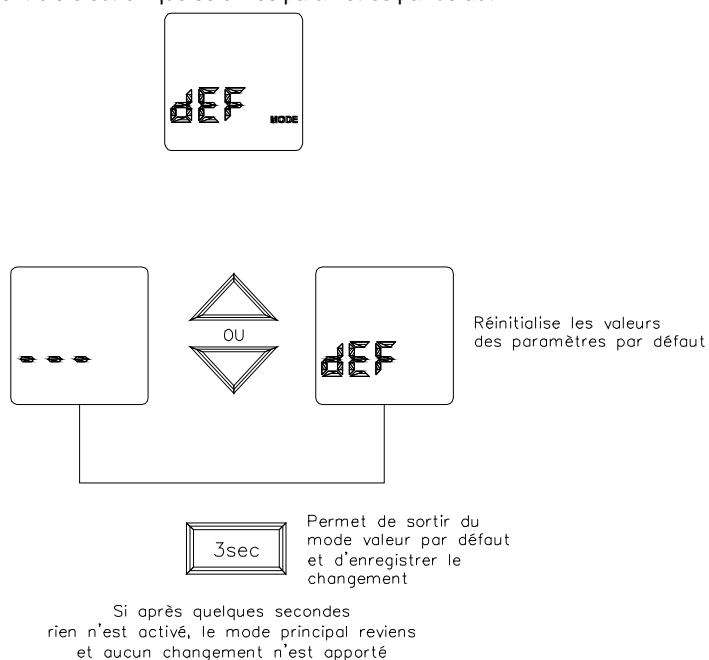 dEF
MODE
OU
- - -
dEF
Réinitialise les valeurs
des paramètres par défaut
3sec
Permet de sortir du
mode valeur par défaut
et d'enregistrer le
changement
Si après quelques secondes
rien n'est activé, le mode principal reviens
et aucun changement n'est apporté